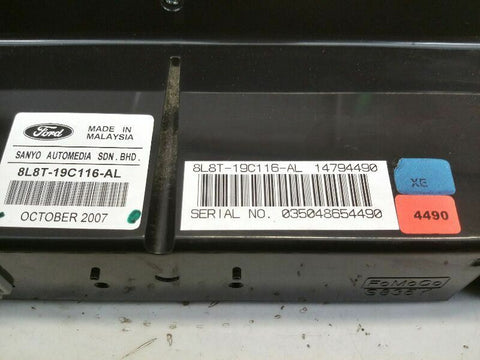 Ford
MADE IN
MALAYSIA
SANYO AUTOMEDIA SDN. BHD.
8L8T-19C116-AL
OCTOBER 2007
8L8T-19C116-AL 14794490
SERIAL NO. 035048654490
XE
4490
FoMoCo